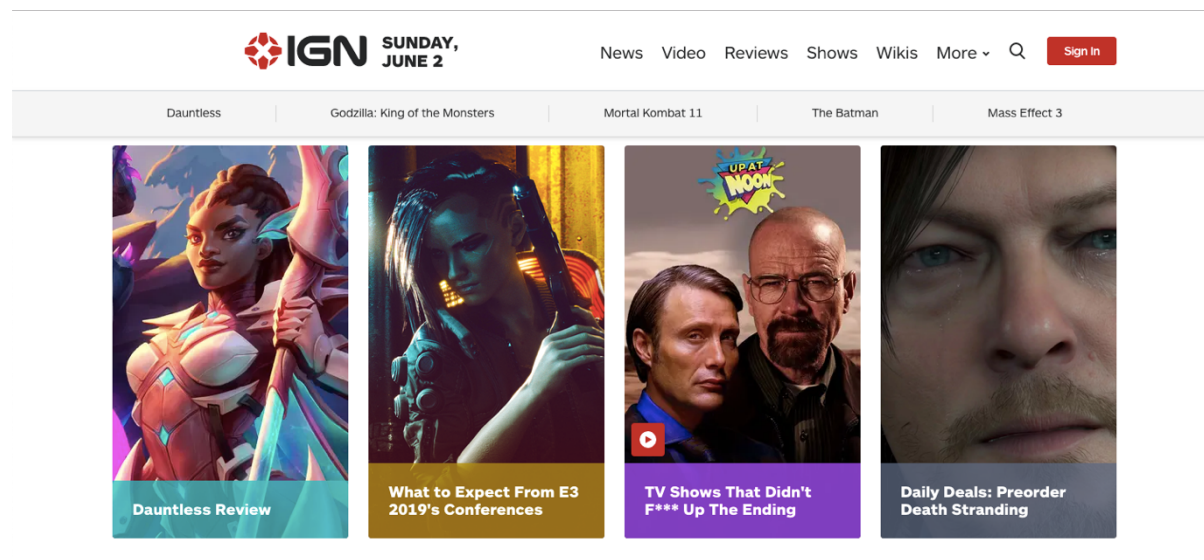 IGN
SUNDAY,
JUNE 2
News Video Reviews Shows Wikis More Sign In
Dauntless Godzilla: King of the Monsters Mortal Kombat 11 The Batman Mass Effect 3
UP AT
NOON
Dauntless Review
What to Expect From E3
2019's Conferences
TV Shows That Didn't
F*** Up The Ending
Daily Deals: Preorder
Death Stranding